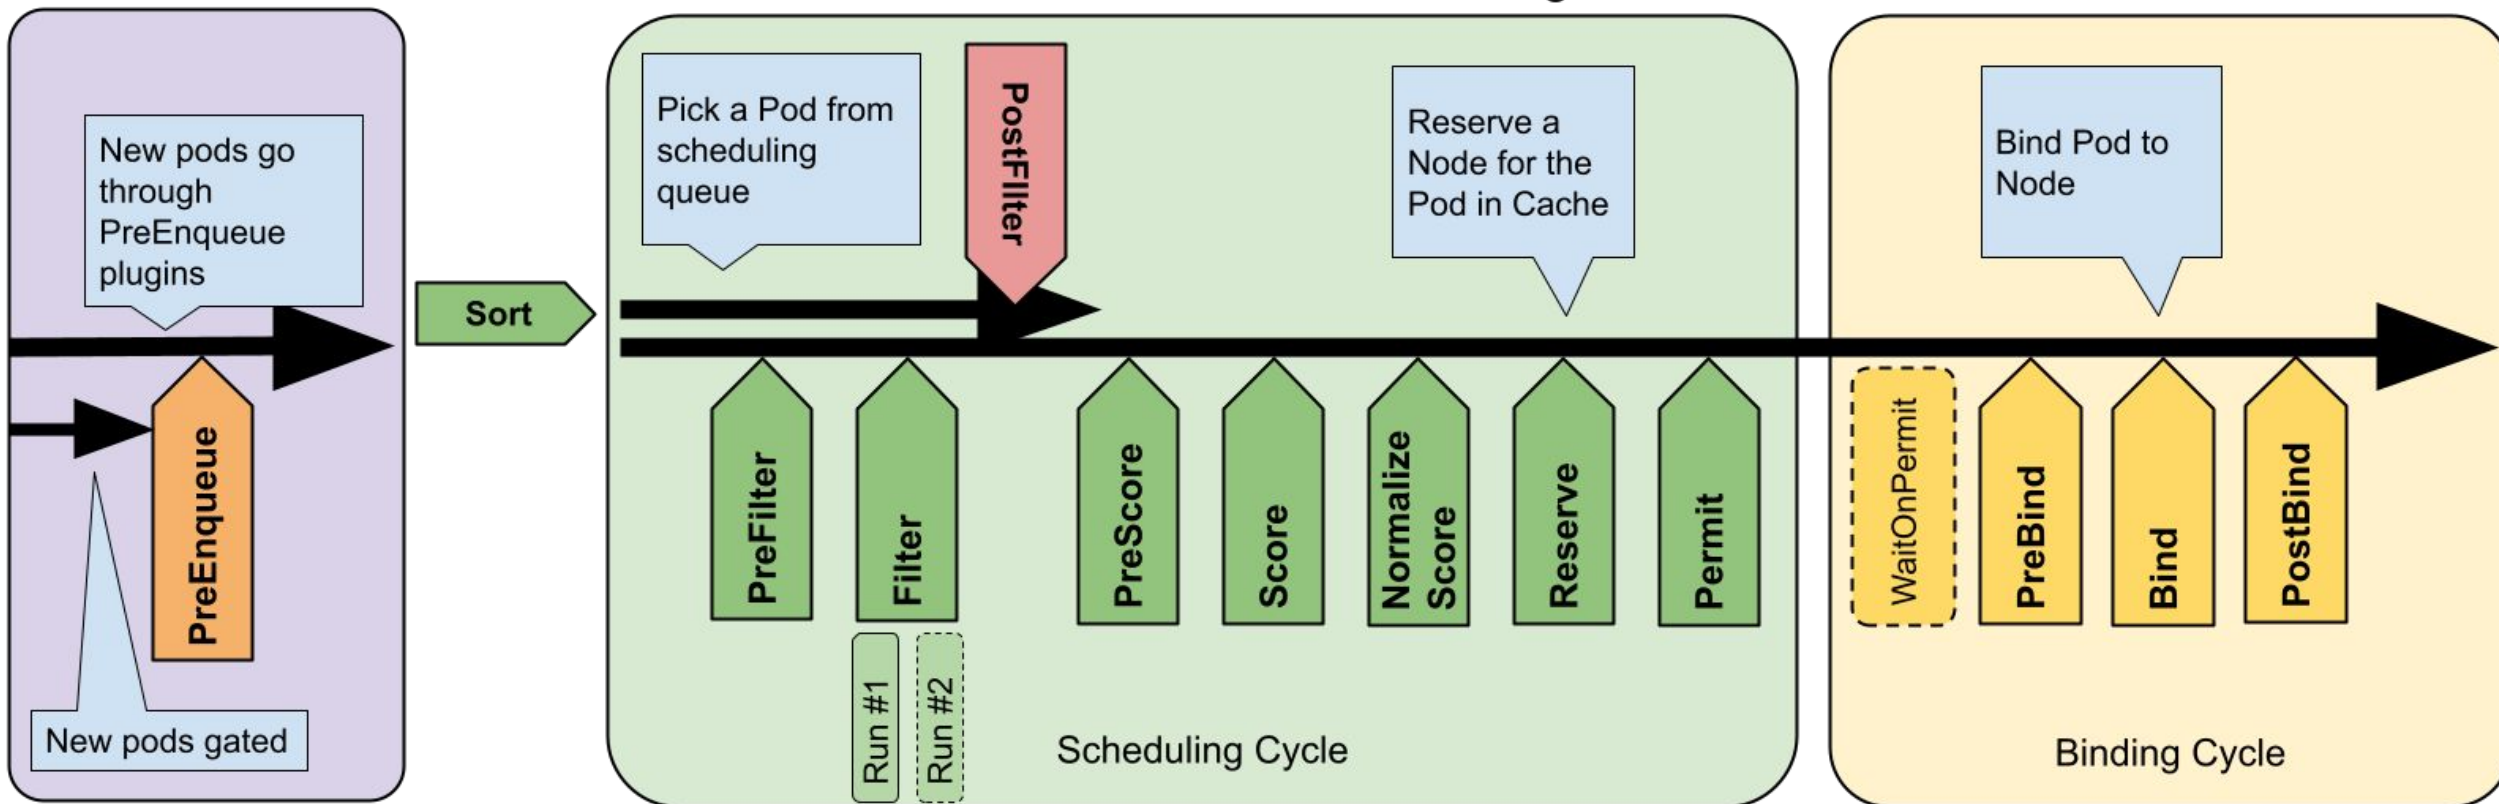 New pods go
through
PreEnqueue
plugins
PreEnqueue
New pods gated
Sort
Pick a Pod from
scheduling
queue
PostFIlter
Reserve a
Node for the
Pod in Cache
PreFilter
Filter
Run #1
Run #2
PreScore
Score
Normalize
Score
Reserve
Permit
Scheduling Cycle
Bind Pod to
Node
WaitOnPermit
PreBind
Bind
PostBind
Binding Cycle